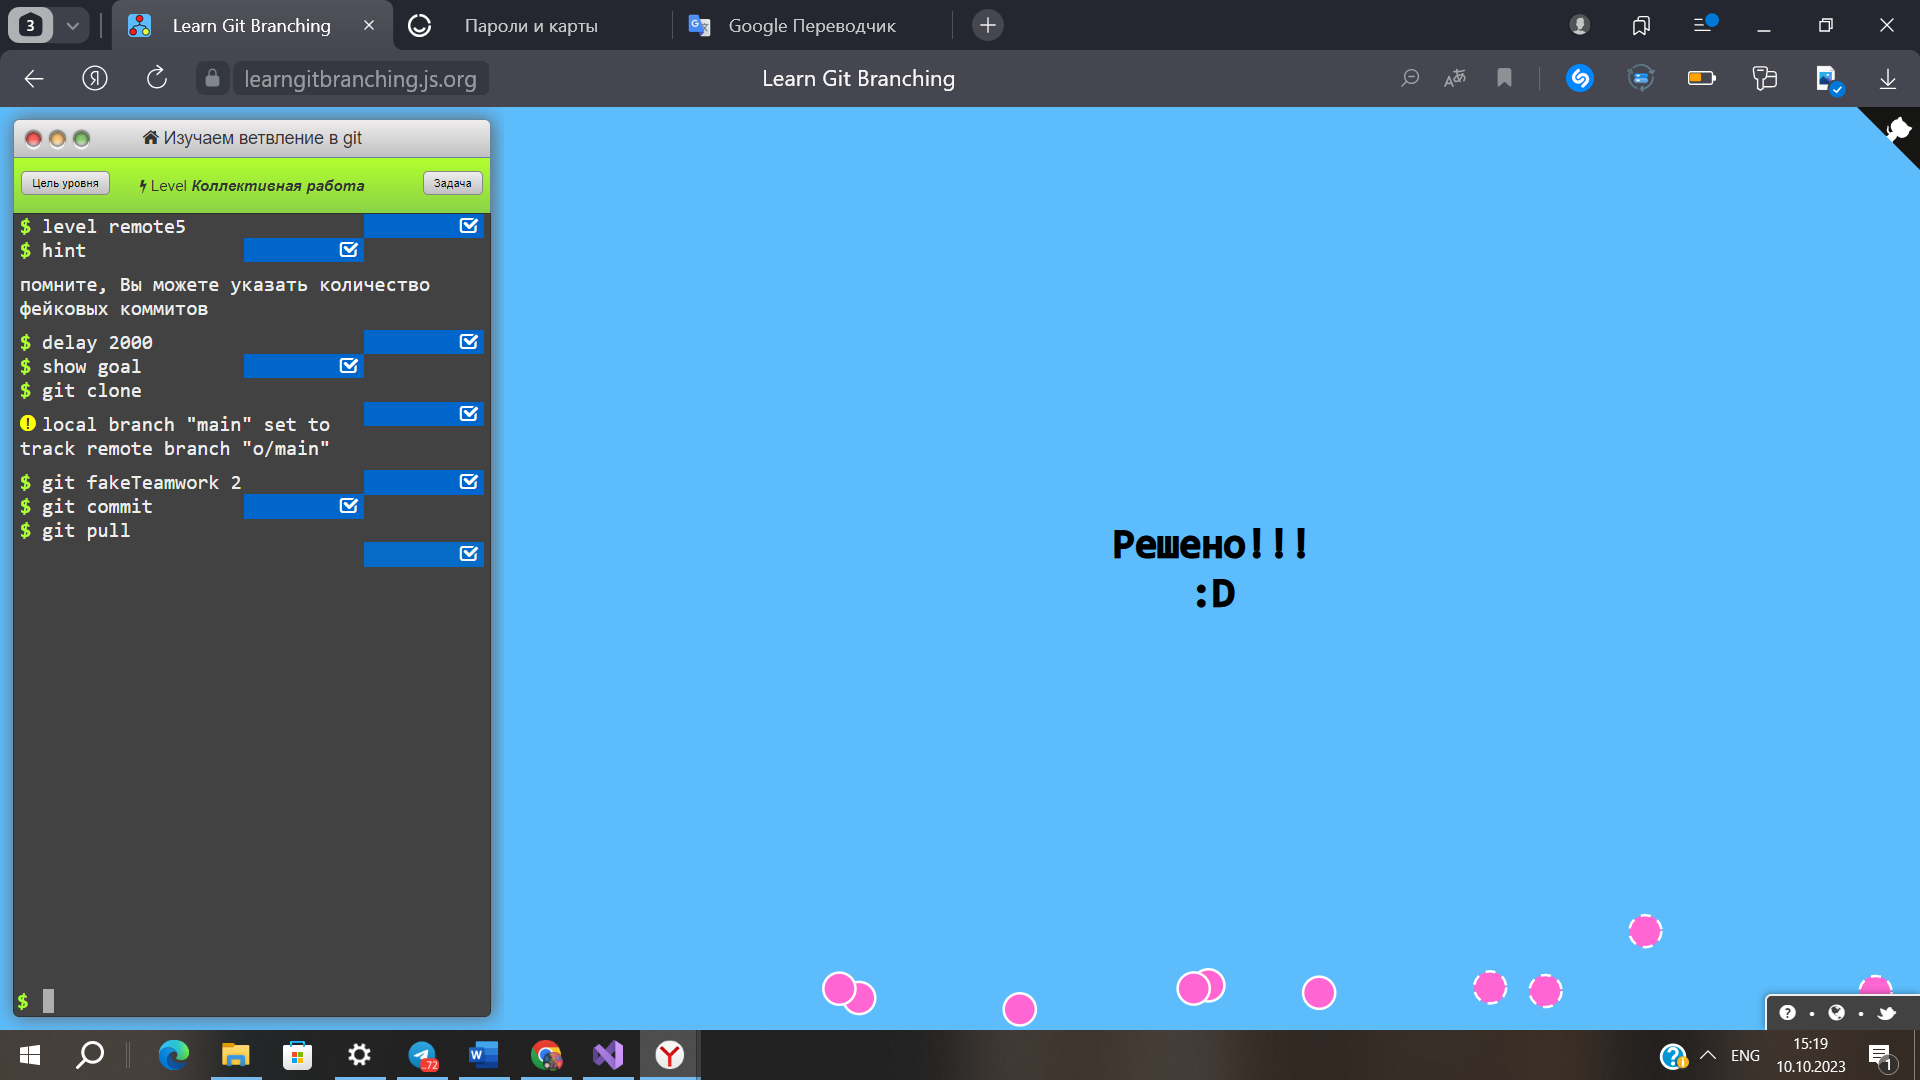 3
Learn Git Branching
Пароли и карты
Google Переводчик
learngitbranching.js.org
Learn Git Branching
Изучаем ветвление в git
Цель уровня
Level Коллективная работа
Задача
$ level remote5
$ hint
помните, Вы можете указать количество
фейковых коммитов
$ delay 2000
$ show goal
$ git clone
local branch "main" set to
track remote branch "o/main"
$ git fakeTeamwork 2
$ git commit
$ git pull
$
Решено!!!
:D
..72
ENG
15:19
10.10.2023
1